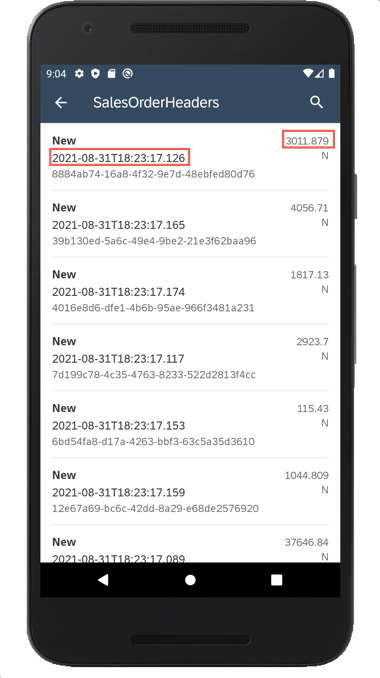 9:04
SalesOrderHeaders
New 3011.879
2021-08-31T18:23:17.126 N
8884ab74-16a8-4f32-9e7d-48ebfed80d76
New 4056.71
2021-08-31T18:23:17.165 N
39b130ed-5a6c-49e4-9be2-21e3f62baa96
New 1817.13
2021-08-31T18:23:17.174 N
4016e8d6-dfe1-4b6b-95ae-966f3481a231
New 2923.7
2021-08-31T18:23:17.117 N
7d199c78-4c35-4763-8233-522d2813f4cc
New 115.43
2021-08-31T18:23:17.153 N
6bd54fa8-d17a-4263-bbf3-63c5a35d3610
New 1044.809
2021-08-31T18:23:17.159 N
12e67a69-bc6c-42dd-8a29-e68de2576920
New 37646.84
2021-08-31T18:23:17.089 N